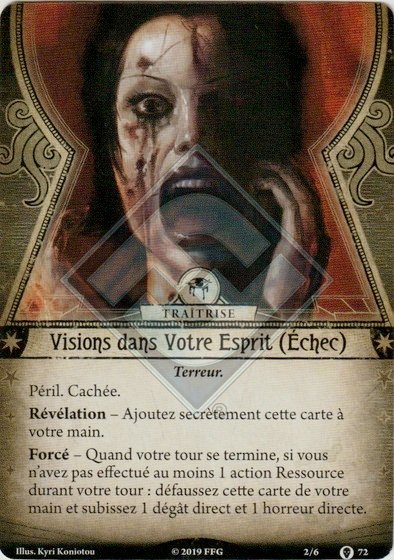 TRAÎTRISE
Visions dans Votre Esprit (Échec)
Terreur.
Péril. Cachée.
Révélation – Ajoutez secrètement cette carte à
votre main.
Forcé – Quand votre tour se termine, si vous
n'avez pas effectué au moins 1 action Ressource
durant votre tour : défaussez cette carte de votre
main et subissez 1 dégât direct et 1 horreur directe.
Illus. Kyri Koniotou © 2019 FFG 2/6 72